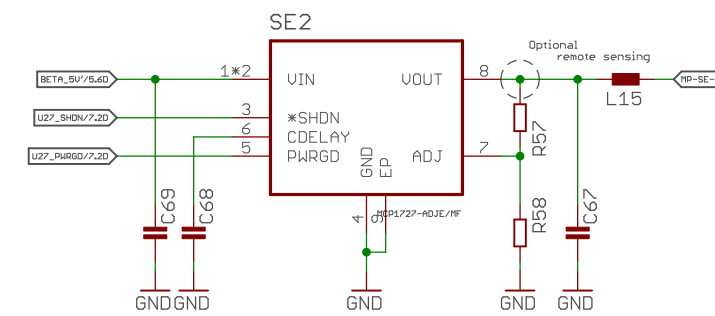 SE2
Optional
remote sensing
BETA_5V'/5.6D
1*2
VIN
VOUT
8
MP-SE-
L15
U27_SHDN/7.2D
3
*SHDN
6
CDELAY
R57
U27_PWRGD/7.2D
5
PWRGD
GND
EP
ADJ
7
C69
C68
4
9
MCP1727-ADJE/MF
R58
C67
GND
GND
GND
GND
GND